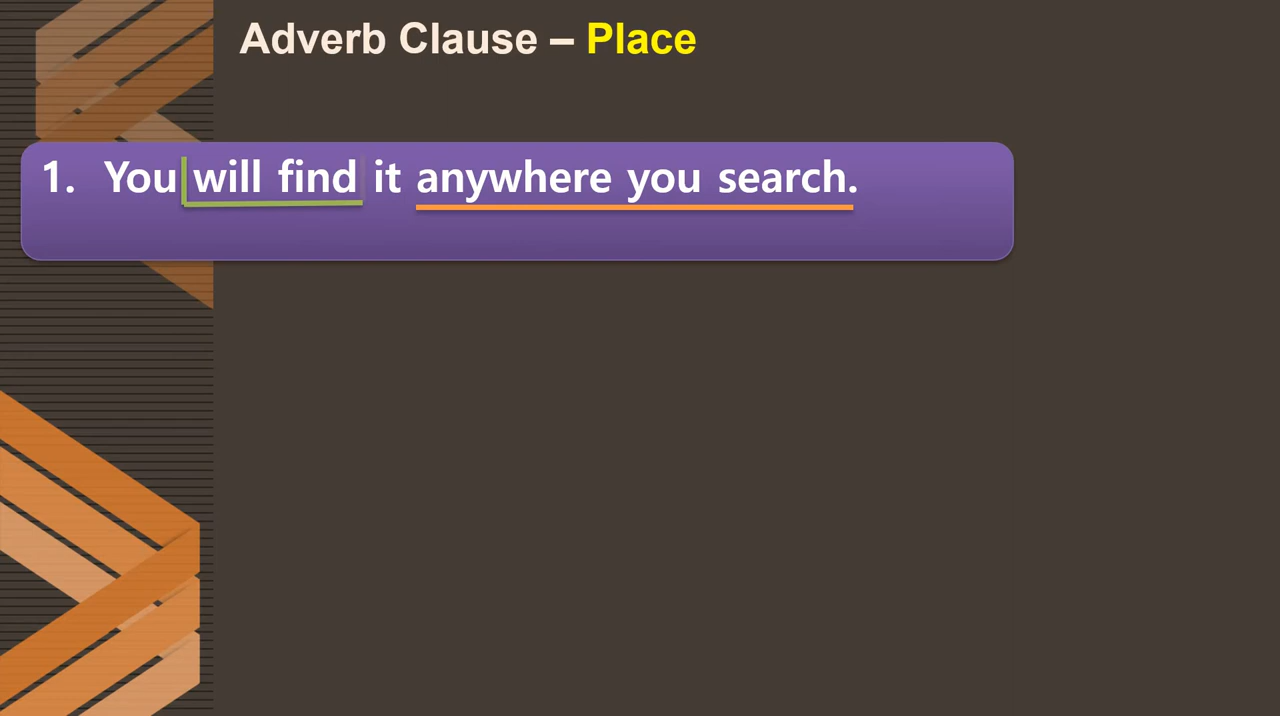 Adverb Clause – Place
1. You will find it anywhere you search.